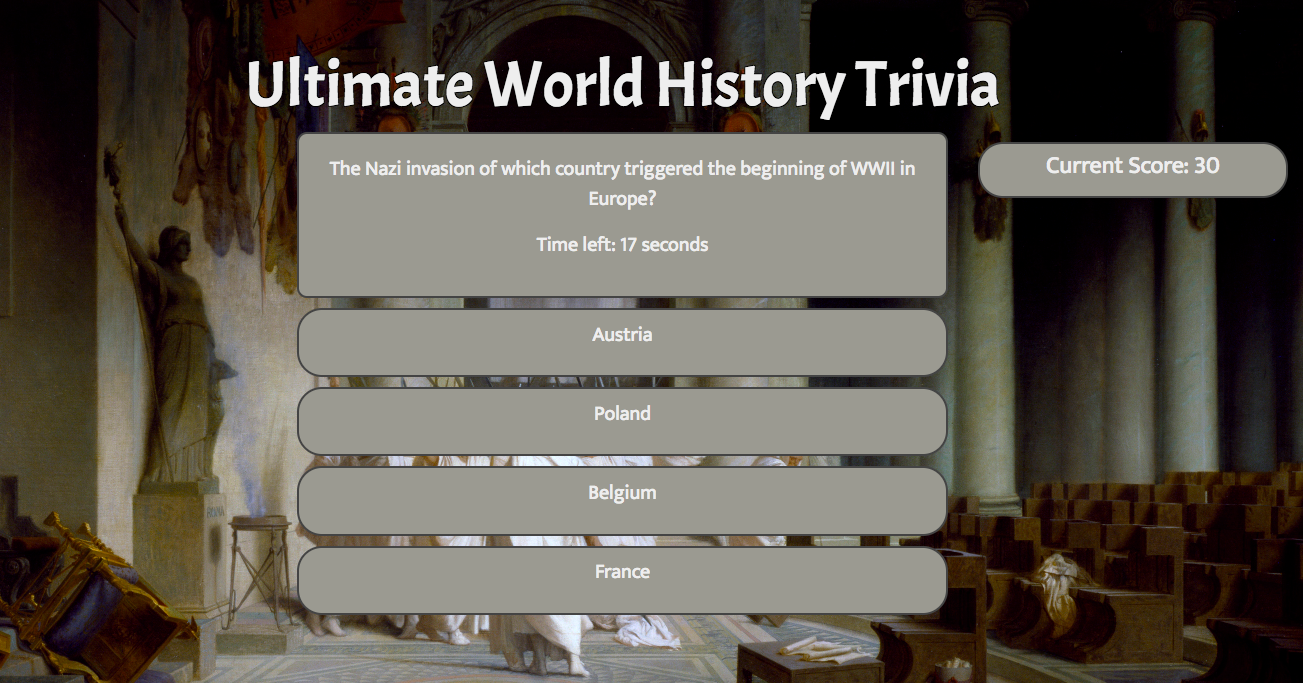 Ultimate World History Trivia
The Nazi invasion of which country triggered the beginning of WWII in
Europe?
Time left: 17 seconds
Current Score: 30
Austria
Poland
Belgium
France